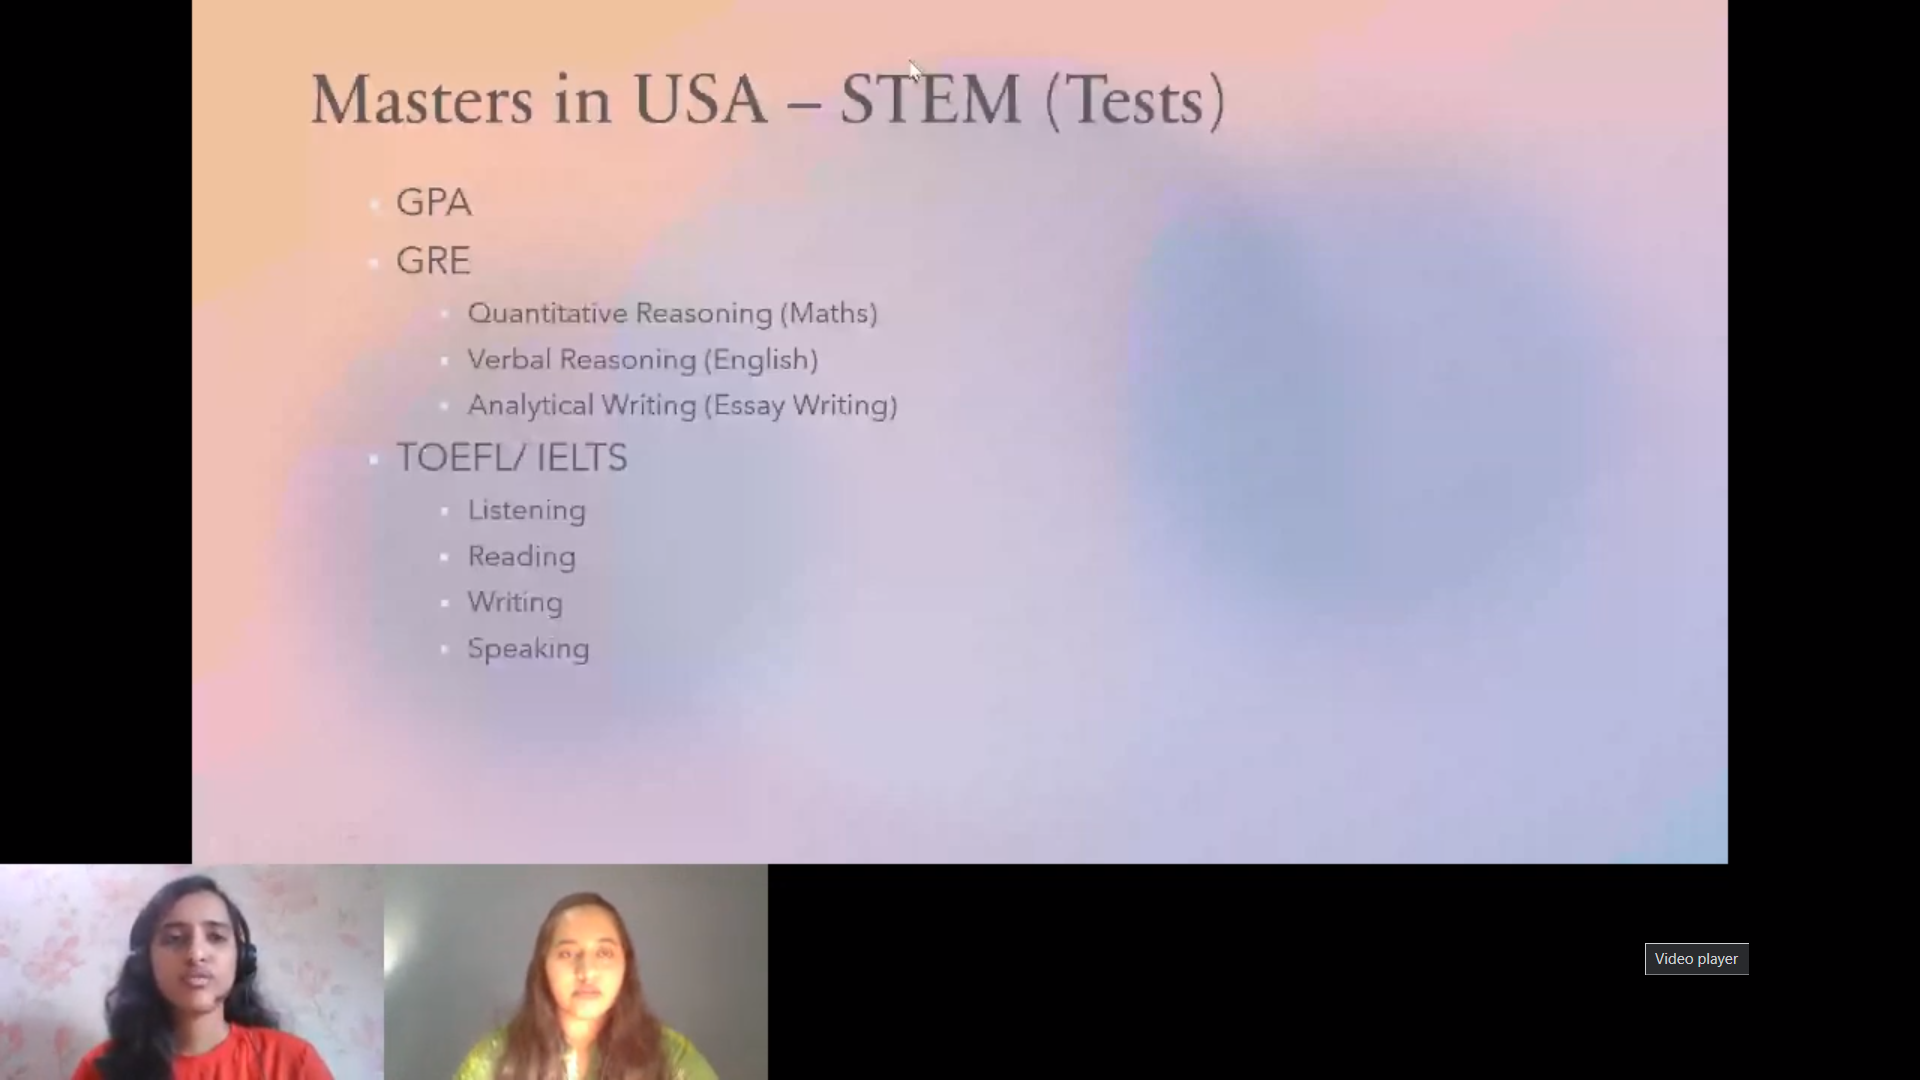 Masters in USA – STEM (Tests)
GPA
GRE
Quantitative Reasoning (Maths)
Verbal Reasoning (English)
Analytical Writing (Essay Writing)
TOEFL/ IELTS
Listening
Reading
Writing
Speaking
Video player